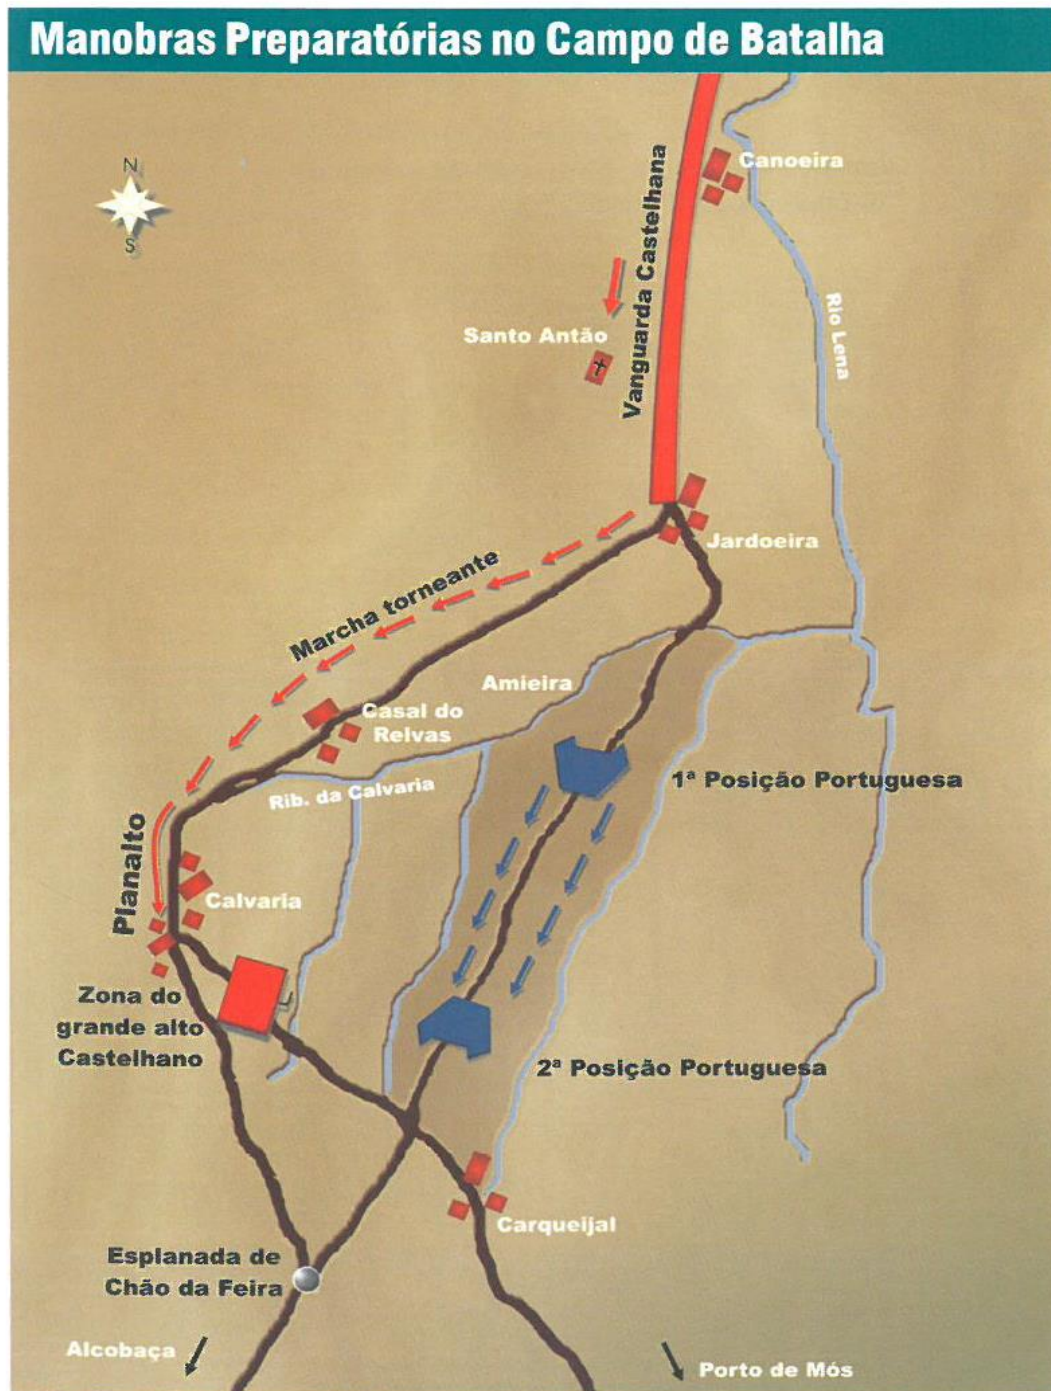 Manobras Preparatórias no Campo de Batalha
N
S
Canoeira
Vanguarda Castelhana
Rio Lena
Santo Antão
Jardoeira
Marcha torneante
Amieira
Casal do
Relvas
1ª Posição Portuguesa
Rib. da Calvaria
Planalto
Calvaria
Zona do
grande alto
Castelhano
2ª Posição Portuguesa
Carqueijal
Esplanada de
Chão da Feira
Alcobaça
Porto de Mós